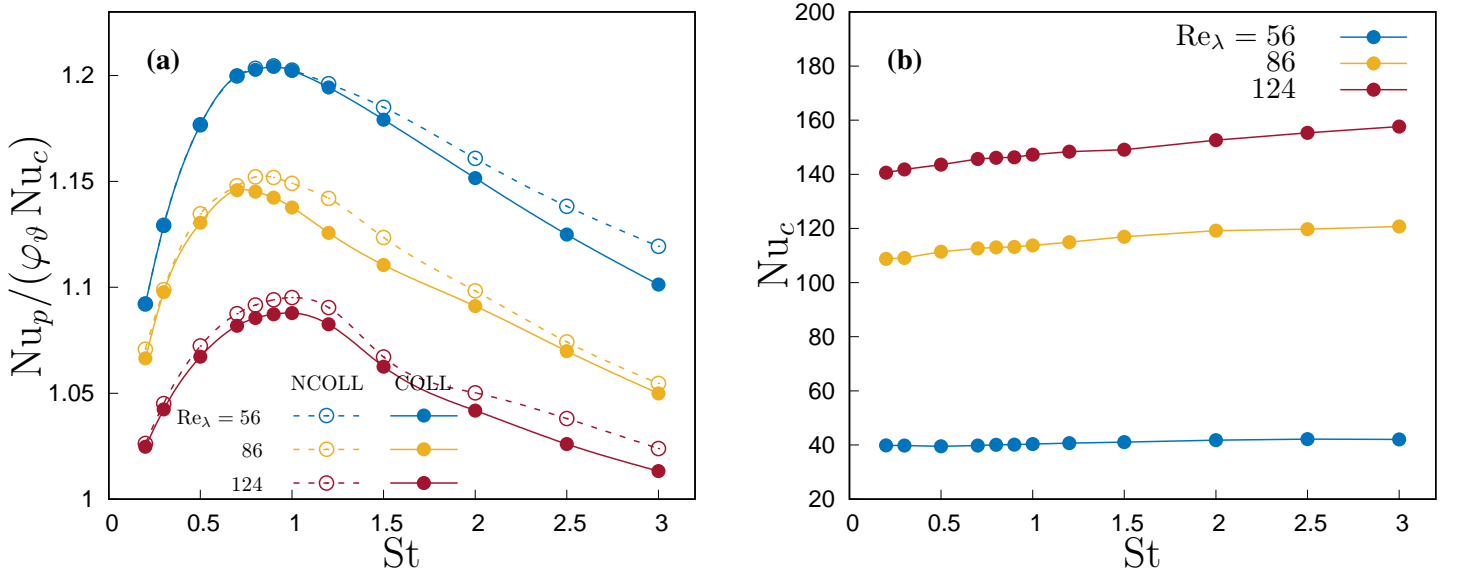 (a)
Nu_p/(φ_ϑ Nu_c)
1.2
1.15
1.1
1.05
1
NCOLL COLL
Re_λ = 56
86
124
0 0.5 1 1.5 2 2.5 3
St
(b)
Nu_c
200
180
160
140
120
100
80
60
40
20
Re_λ = 56
86
124
0 0.5 1 1.5 2 2.5 3
St